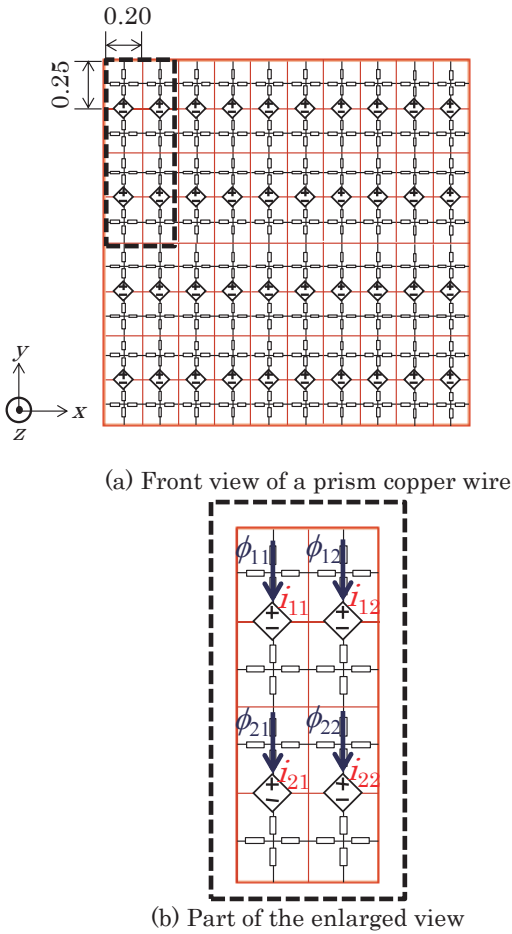 0.20
0.25
y
x
z
(a) Front view of a prism copper wire
ϕ11 ϕ12
i11 i12
ϕ21 ϕ22
i21 i22
(b) Part of the enlarged view